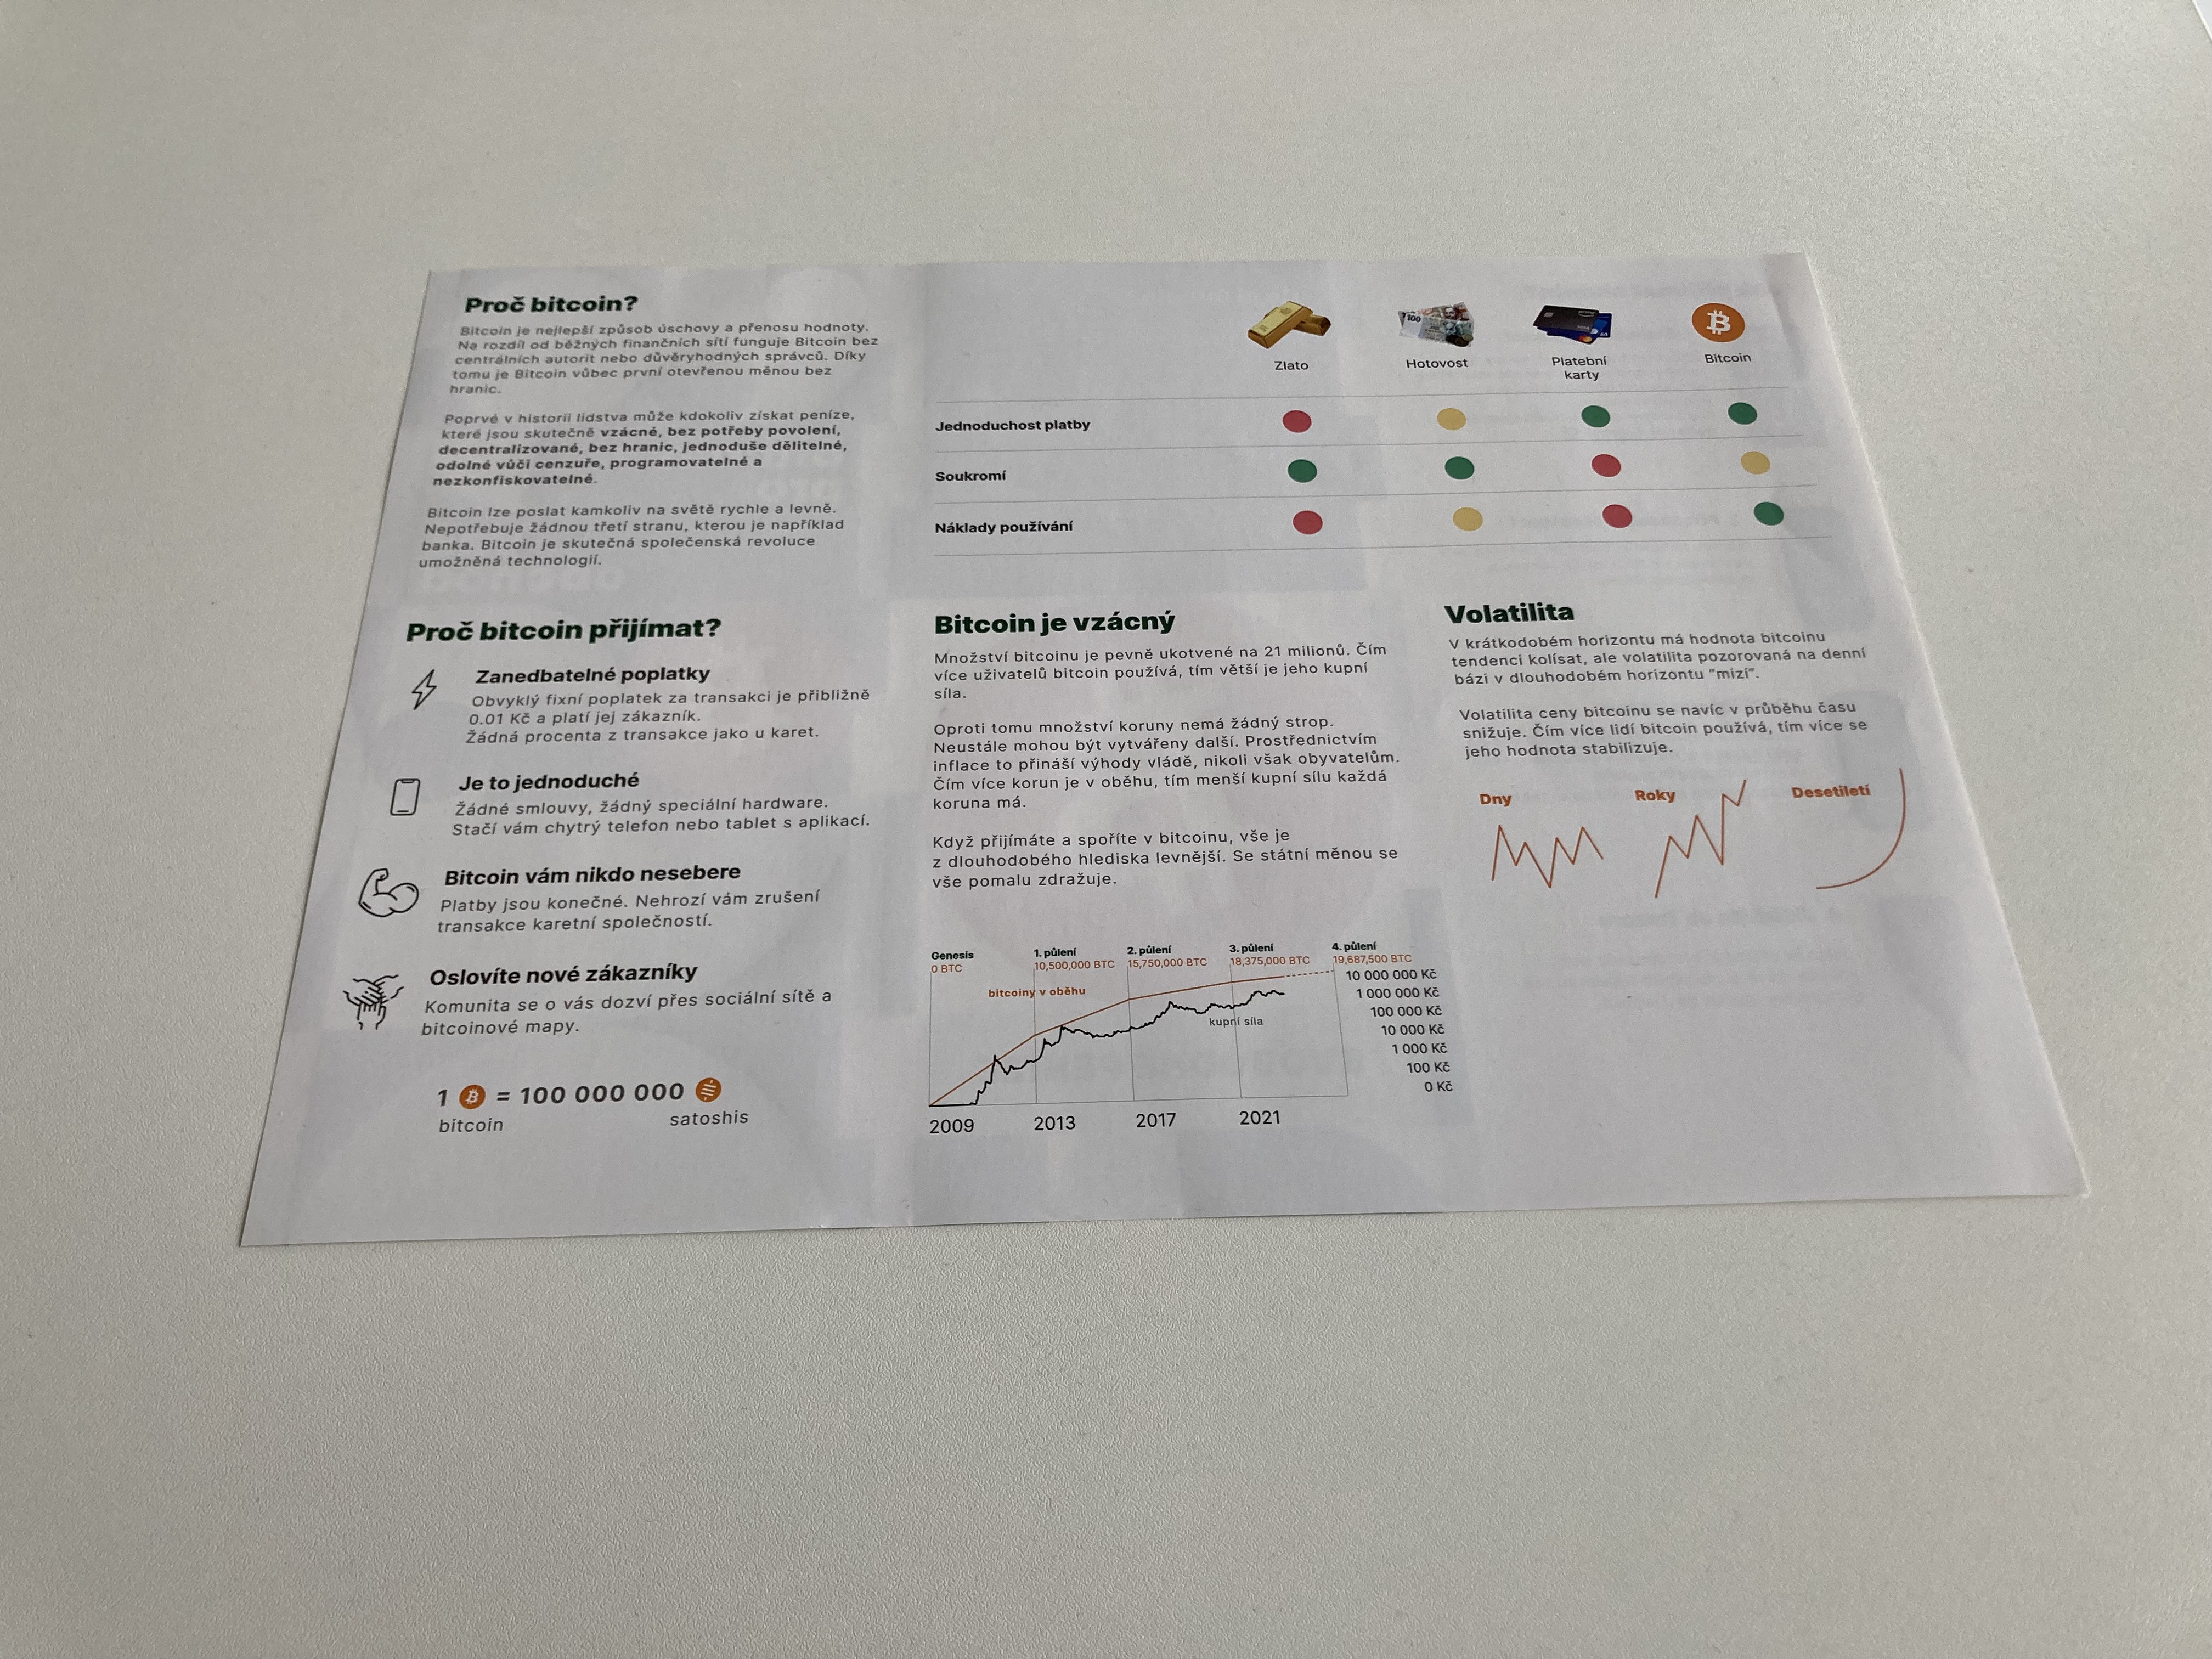 Proč bitcoin?
Bitcoin je nejlepší způsob úschovy a přenosu hodnoty.
Na rozdíl od běžných finančních sítí funguje Bitcoin bez
centrálních autorit nebo důvěryhodných správců. Díky
tomu je Bitcoin vůbec první otevřenou měnou bez
hranic.
Poprvé v historii lidstva může kdokoliv získat peníze,
které jsou skutečně vzácné, bez potřeby povolení,
decentralizované, bez hranic, jednoduše dělitelné,
odolné vůči cenzuře, programovatelné a
nezkonfiskovatelné.
Bitcoin lze poslat kamkoliv na světě rychle a levně.
Nepotřebuje žádnou třetí stranu, kterou je například
banka. Bitcoin je skutečná společenská revoluce
umožněná technologií.
Zlato
Hotovost
Platební
karty
Bitcoin
Jednoduchost platby
Soukromí
Náklady používání
Proč bitcoin přijímat?
Zanedbatelné poplatky
Obvyklý fixní poplatek za transakci je přibližně
0.01 Kč a platí jej zákazník.
Žádná procenta z transakce jako u karet.
Je to jednoduché
Žádné smlouvy, žádný speciální hardware.
Stačí vám chytrý telefon nebo tablet s aplikací.
Bitcoin vám nikdo nesebere
Platby jsou konečné. Nehrozí vám zrušení
transakce karetní společností.
Oslovíte nové zákazníky
Komunita se o vás dozví přes sociální sítě a
bitcoinové mapy.
1 ₿ = 100 000 000
bitcoin satoshis
Bitcoin je vzácný
Množství bitcoinu je pevně ukotvené na 21 milionů. Čím
více uživatelů bitcoin používá, tím větší je jeho kupní
síla.
Oproti tomu množství koruny nemá žádný strop.
Neustále mohou být vytvářeny další. Prostřednictvím
inflace to přináší výhody vládě, nikoli však obyvatelům.
Čím více korun je v oběhu, tím menší kupní sílu každá
koruna má.
Když přijímáte a spoříte v bitcoinu, vše je
z dlouhodobého hlediska levnější. Se státní měnou se
vše pomalu zdražuje.
Genesis 1. půlení 2. půlení 3. půlení 4. půlení
0 BTC 10,500,000 BTC 15,750,000 BTC 18,375,000 BTC 19,687,500 BTC
bitcoiny v oběhu
kupní síla
10 000 000 Kč
1 000 000 Kč
100 000 Kč
10 000 Kč
1 000 Kč
100 Kč
0 Kč
2009 2013 2017 2021
Volatilita
V krátkodobém horizontu má hodnota bitcoinu
tendenci kolísat, ale volatilita pozorovaná na denní
bázi v dlouhodobém horizontu “mizí”.
Volatilita ceny bitcoinu se navíc v průběhu času
snižuje. Čím více lidí bitcoin používá, tím více se
jeho hodnota stabilizuje.
Dny Roky Desetiletí